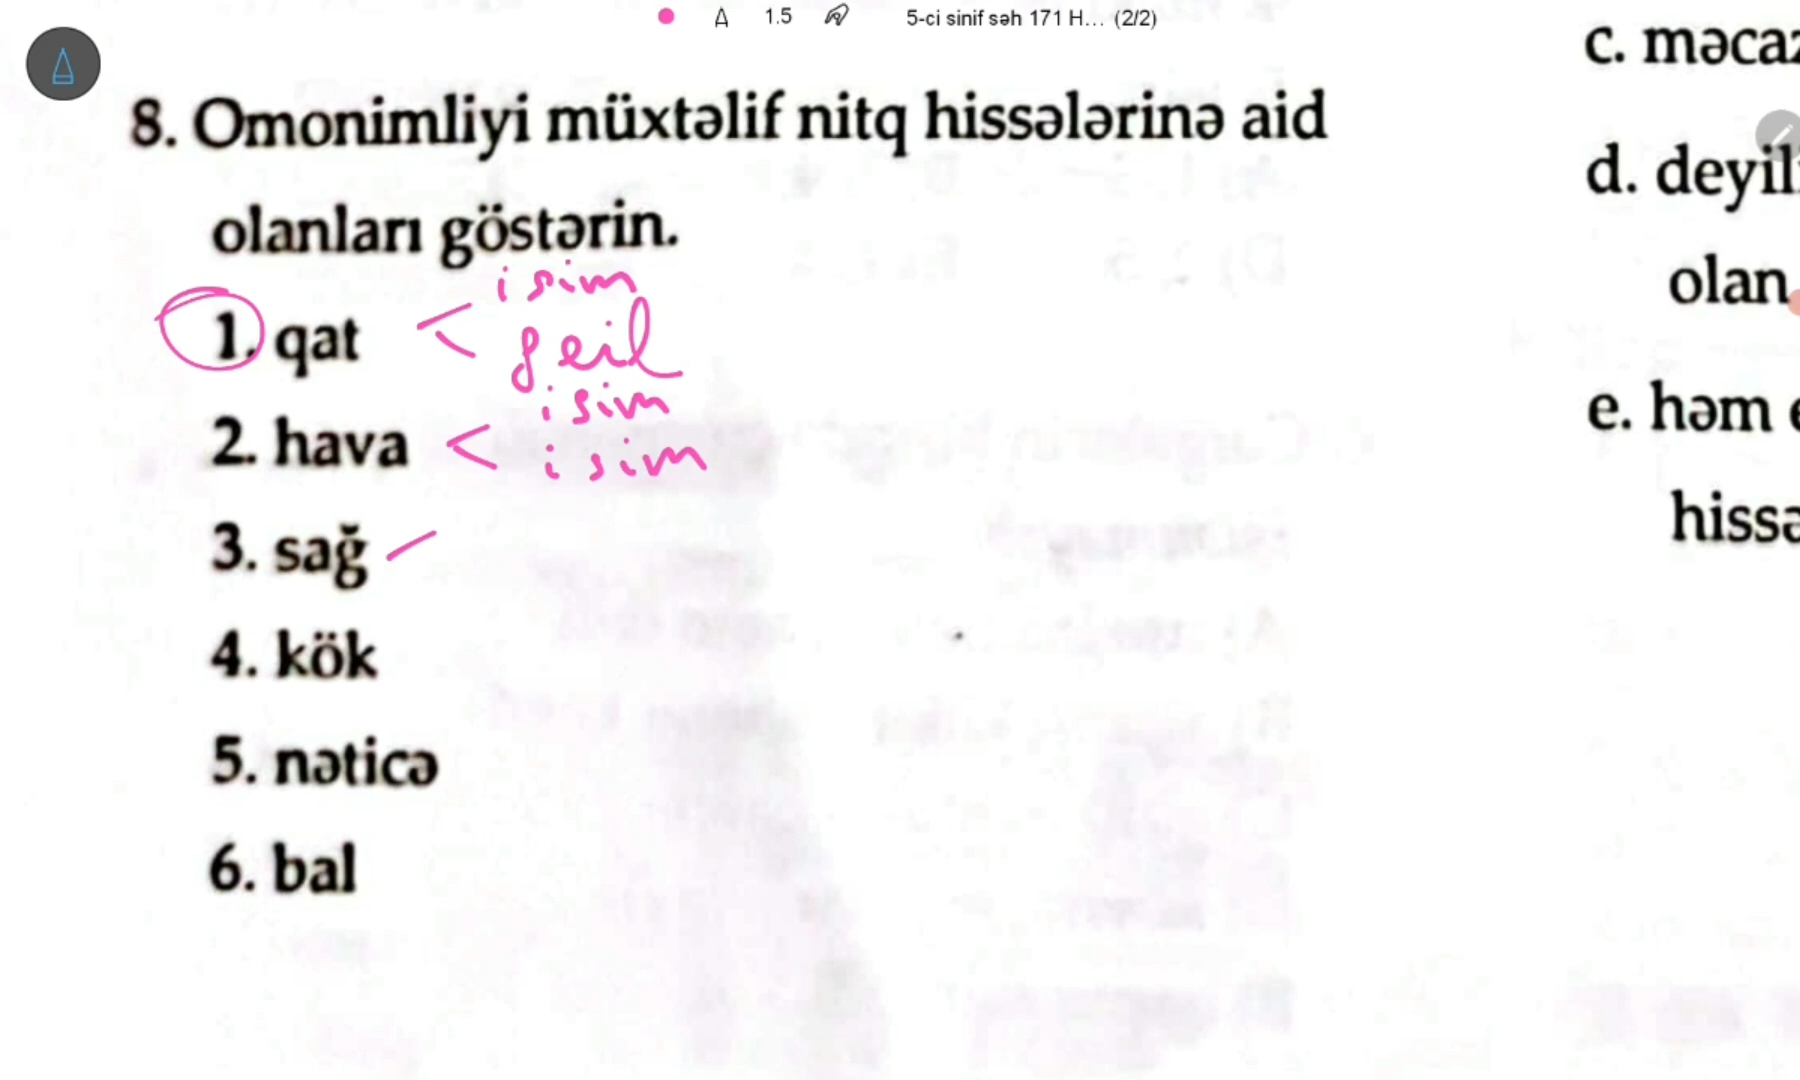 1.5 5-ci sinif səh 171 H... (2/2)
8. Omonimliyi müxtəlif nitq hissələrinə aid
olanları göstərin.
1. qat < isim
feil
2. hava < isim
isim
3. sağ
4. kök
5. nəticə
6. bal
c. məcaz
d. deyil
olan
e. həm
hissə